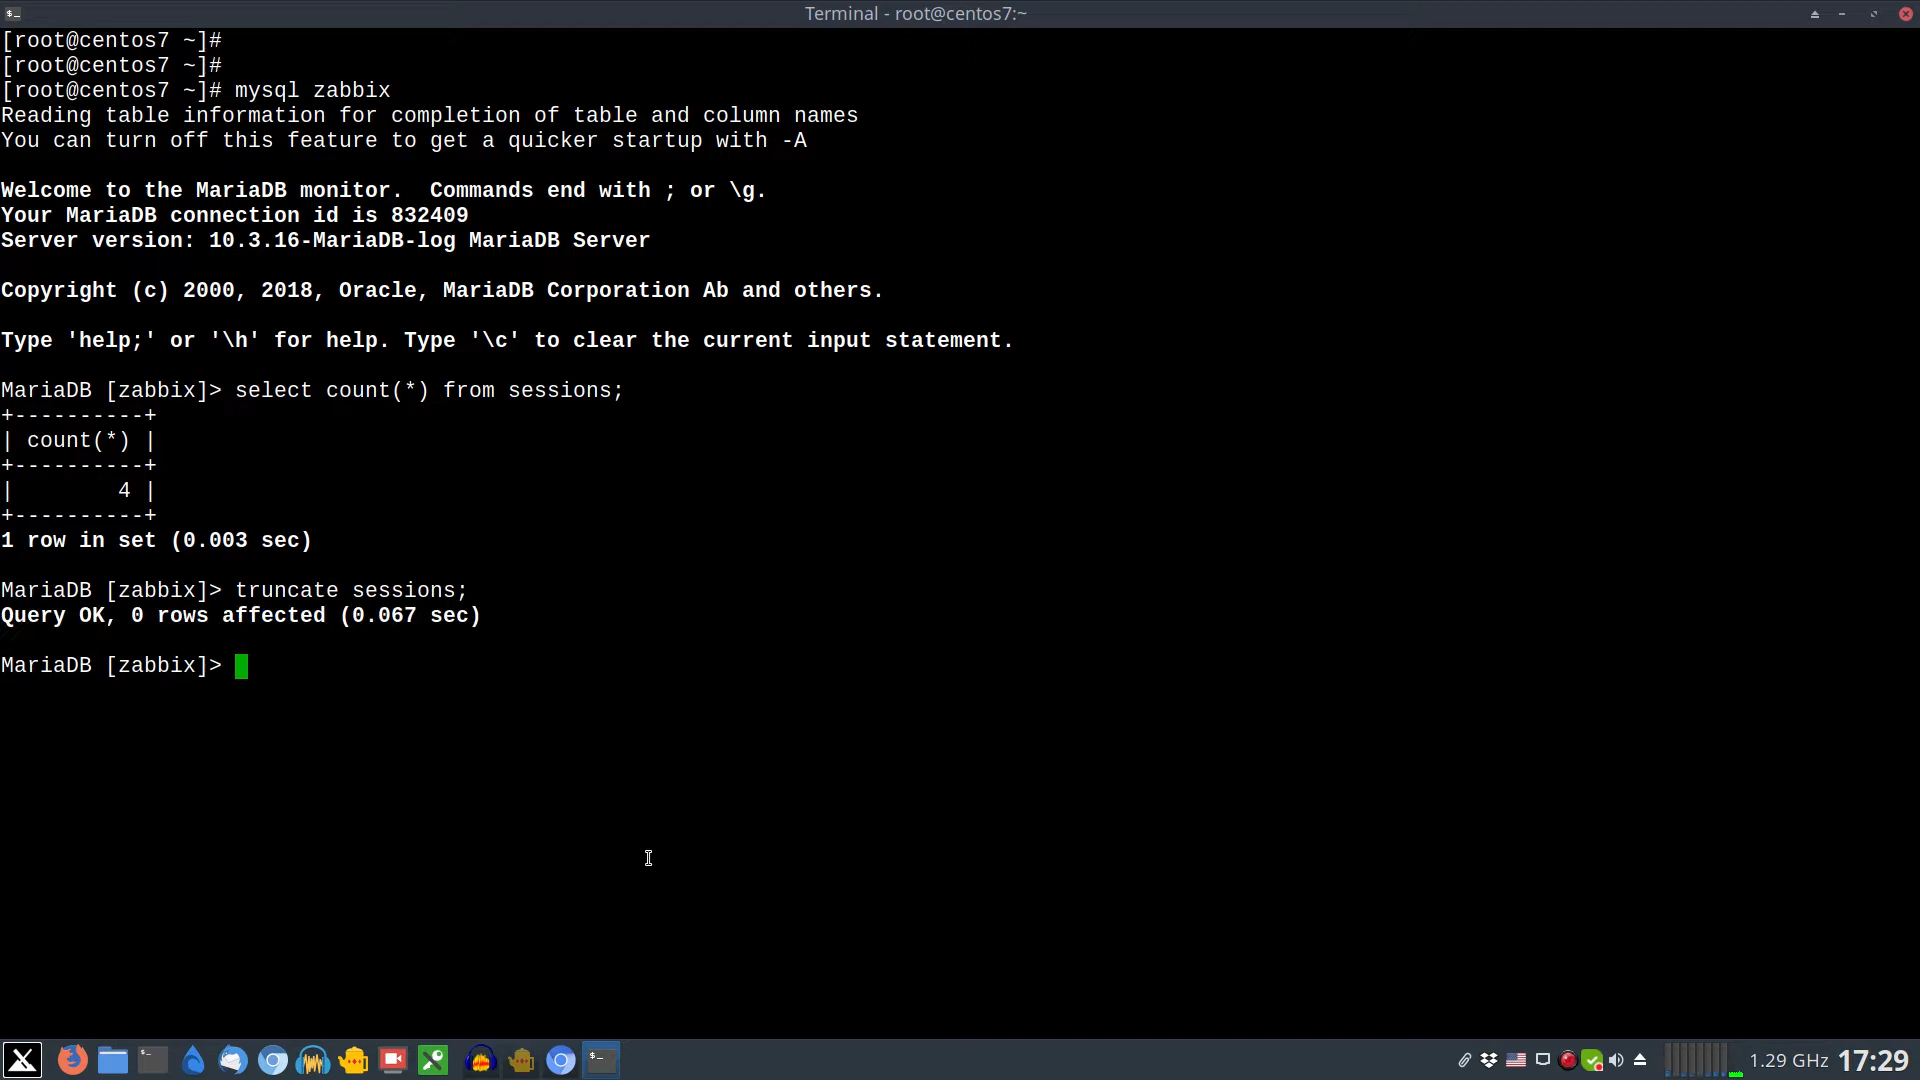 Terminal - root@centos7:~
[root@centos7 ~]#
[root@centos7 ~]#
[root@centos7 ~]# mysql zabbix
Reading table information for completion of table and column names
You can turn off this feature to get a quicker startup with -A
Welcome to the MariaDB monitor.  Commands end with ; or \g.
Your MariaDB connection id is 832409
Server version: 10.3.16-MariaDB-log MariaDB Server
Copyright (c) 2000, 2018, Oracle, MariaDB Corporation Ab and others.
Type 'help;' or '\h' for help. Type '\c' to clear the current input statement.
MariaDB [zabbix]> select count(*) from sessions;
+----------+
| count(*) |
+----------+
|        4 |
+----------+
1 row in set (0.003 sec)
MariaDB [zabbix]> truncate sessions;
Query OK, 0 rows affected (0.067 sec)
MariaDB [zabbix]>
1.29 GHz 17:29